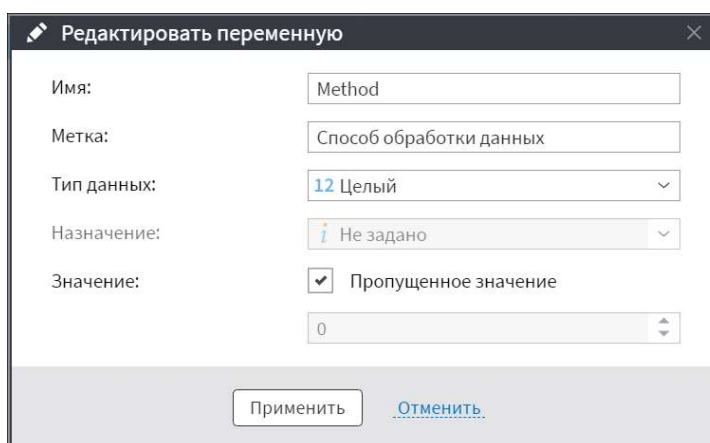 Редактировать переменную
Имя: Method
Метка: Способ обработки данных
Тип данных: 12 Целый
Назначение: i Не задано
Значение: Пропущенное значение
0
Применить Отменить